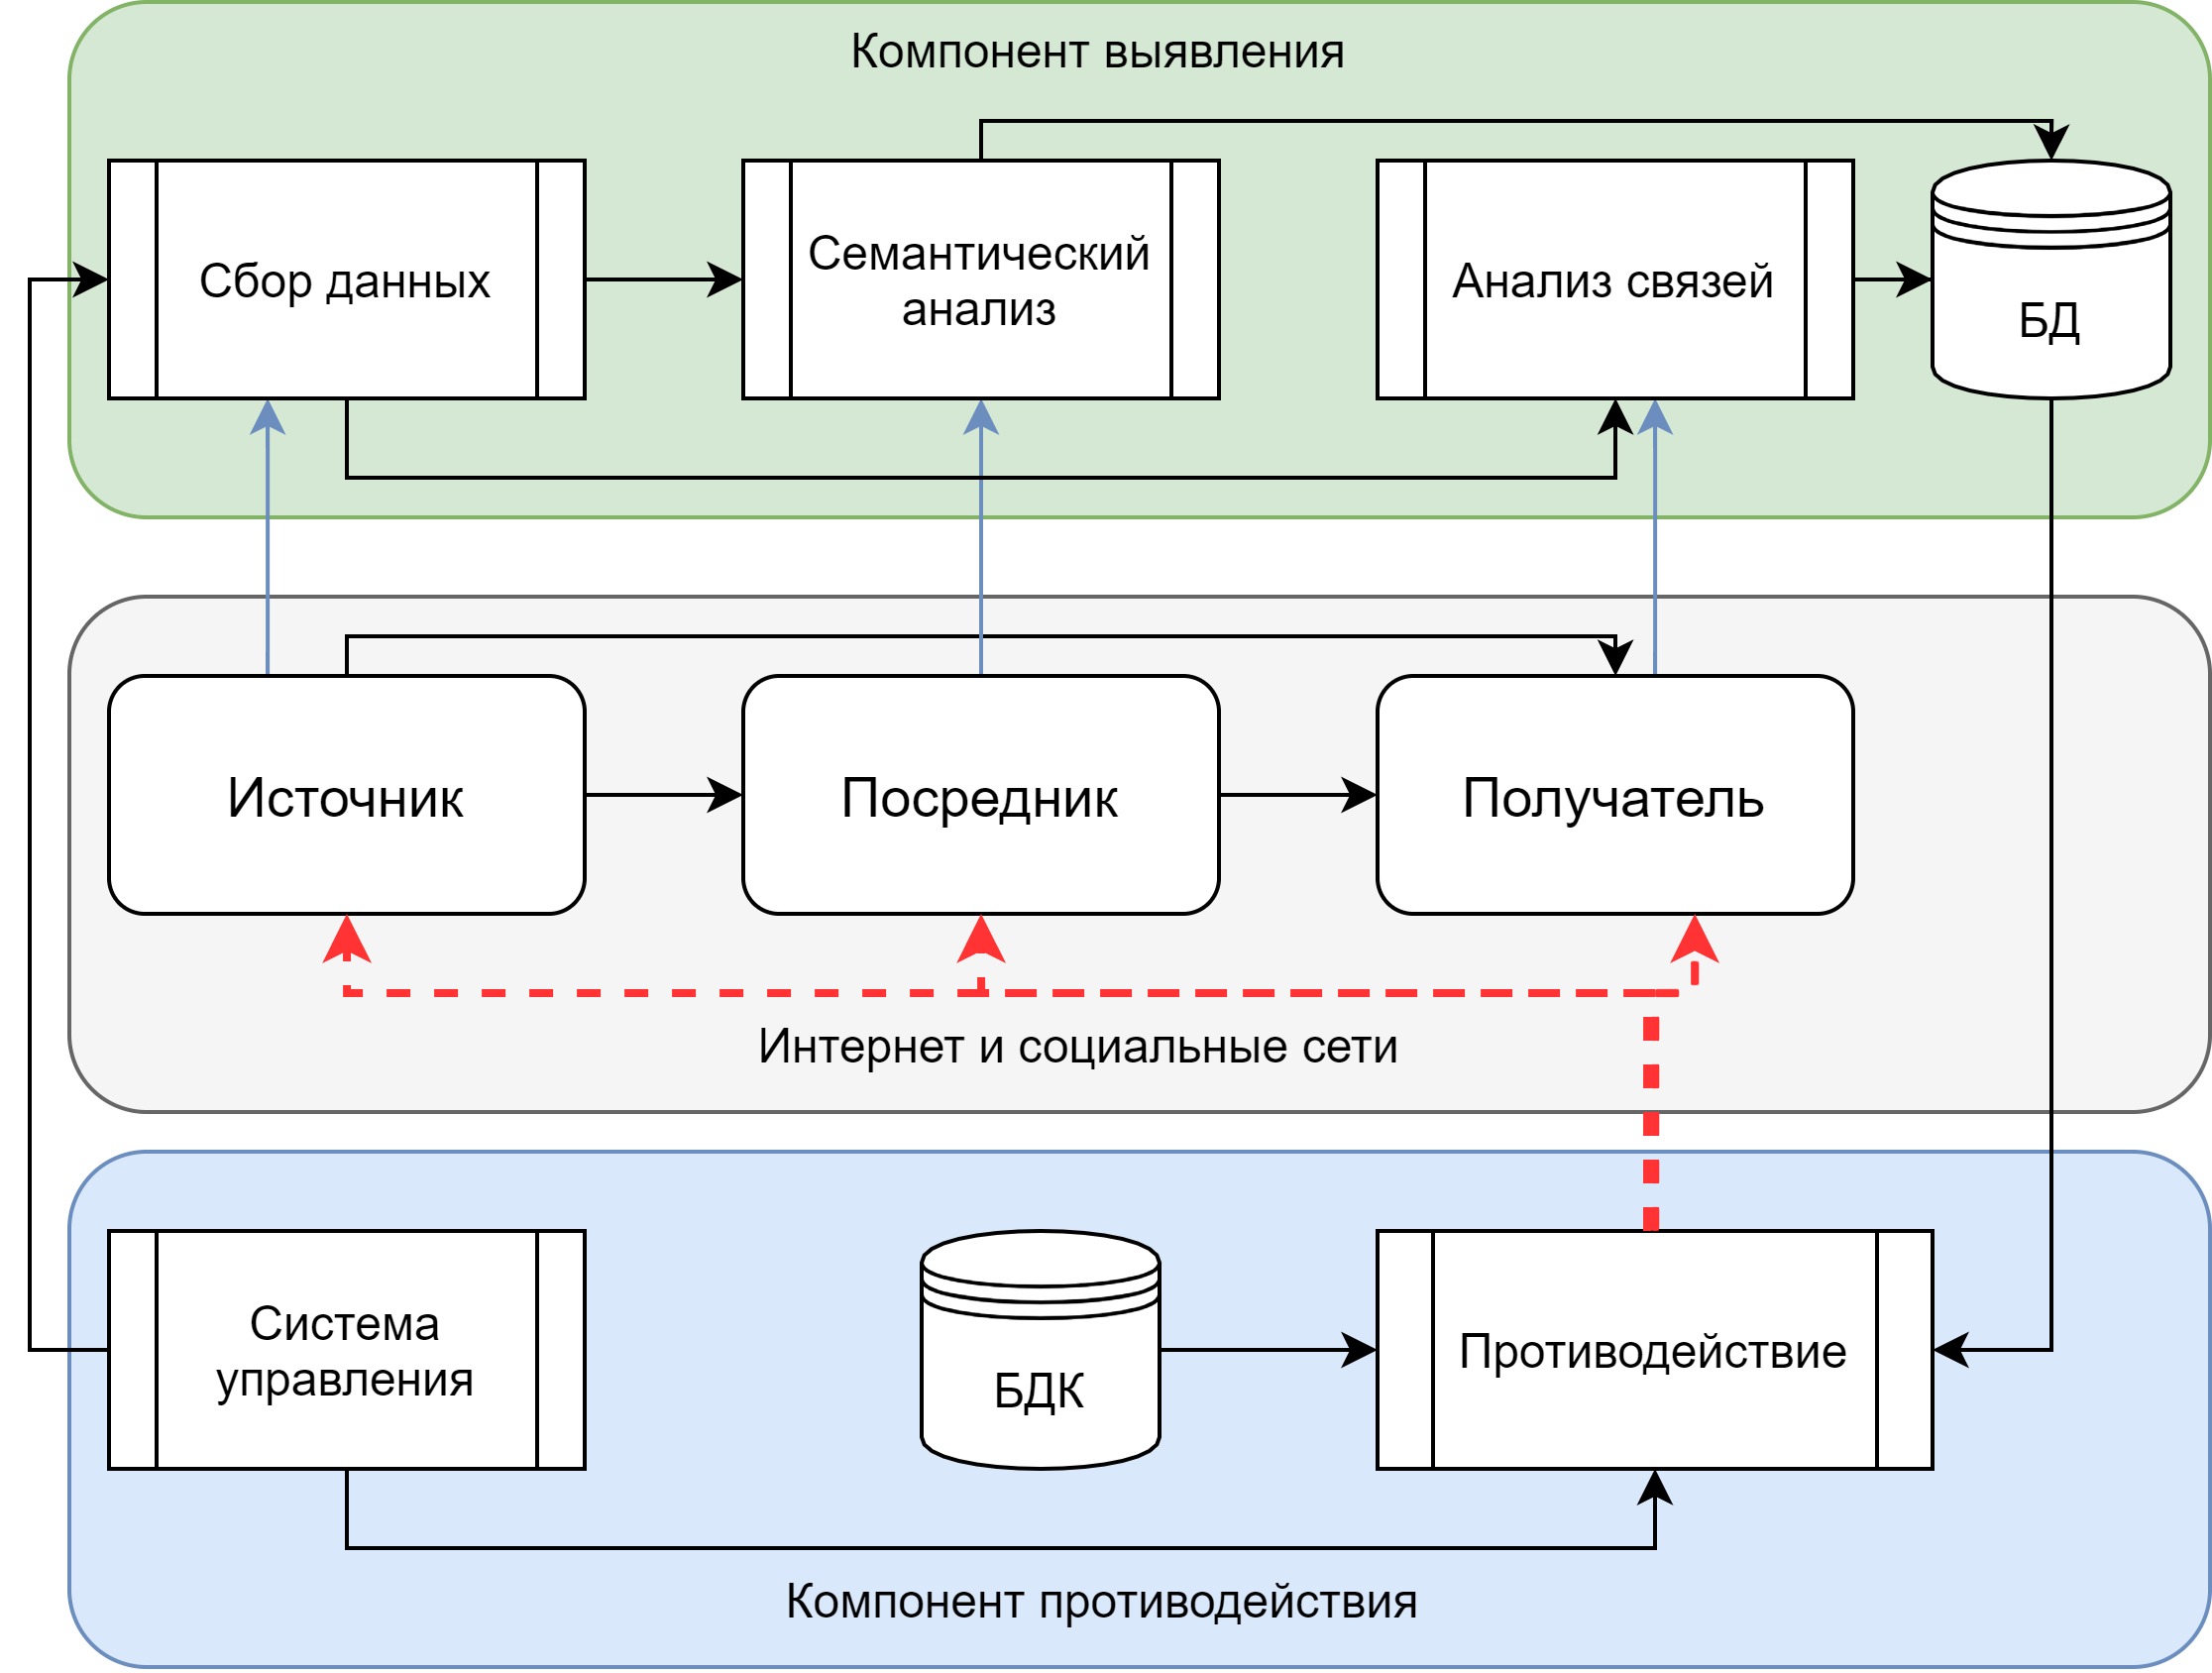 Компонент выявления
Сбор данных
Семантический
анализ
Анализ связей
БД
Источник
Посредник
Получатель
Интернет и социальные сети
Система
управления
БДК
Противодействие
Компонент противодействия